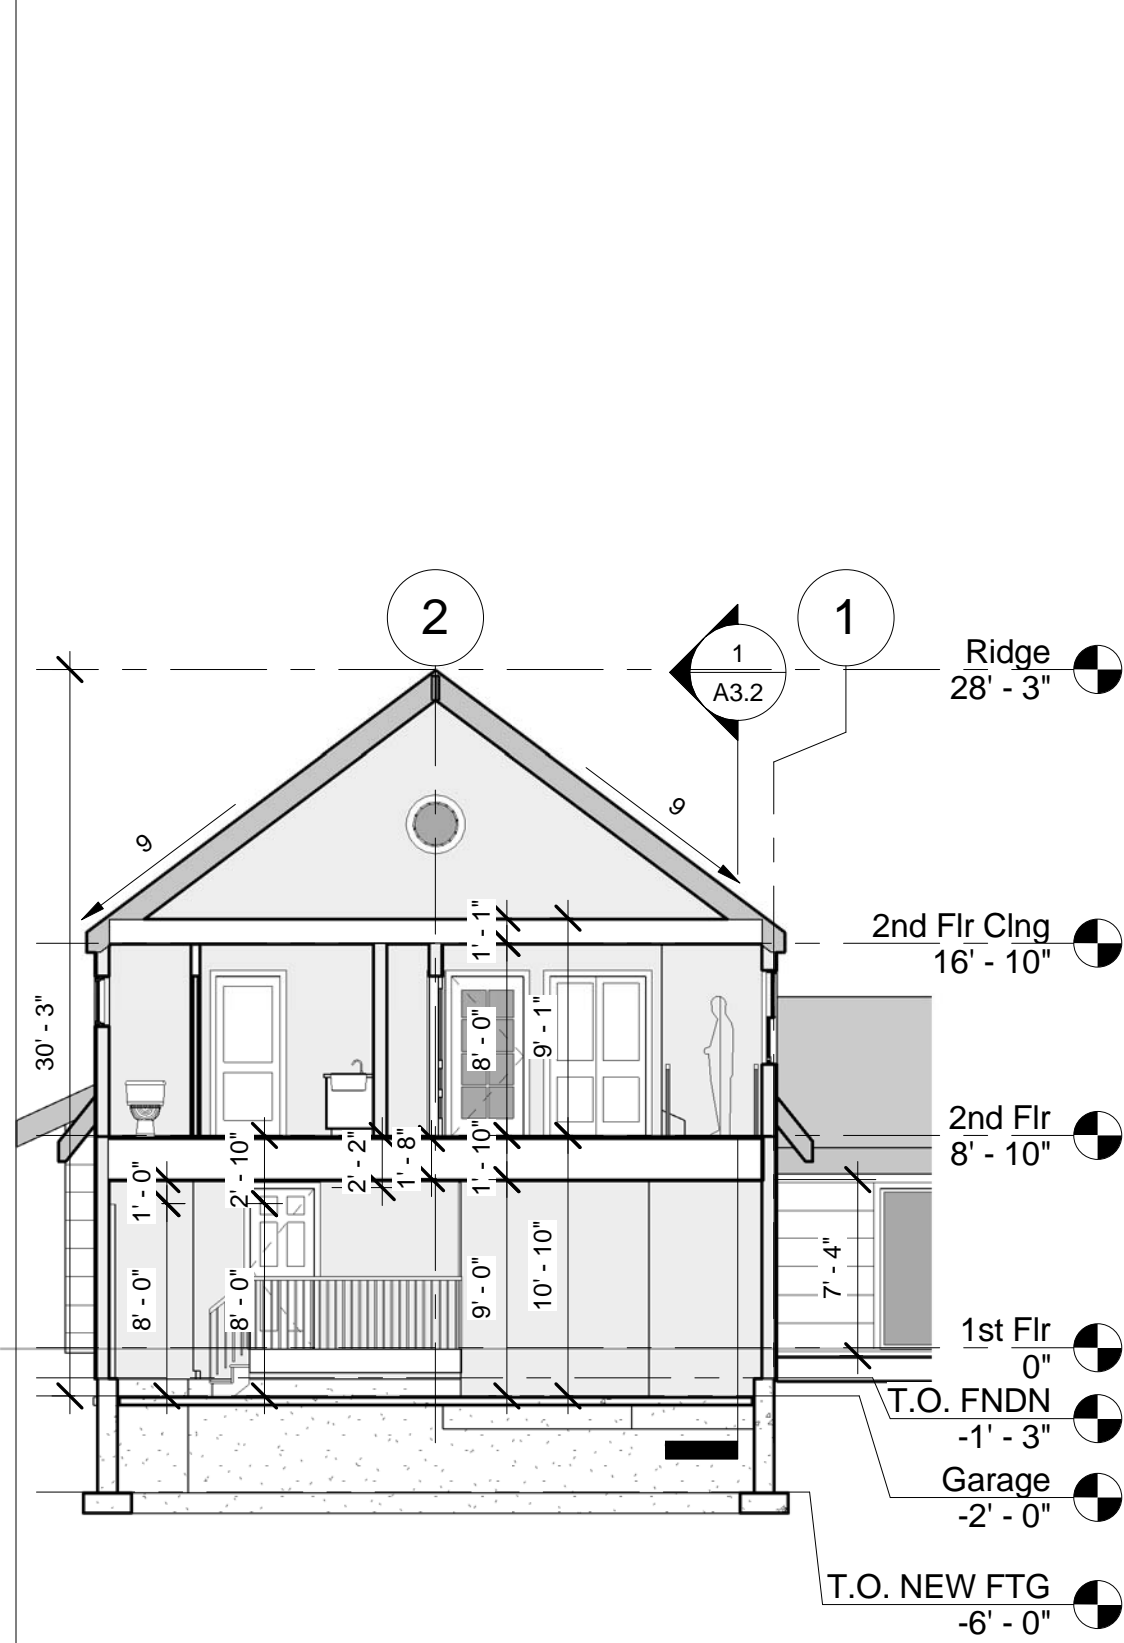 2
1
1
A3.2
Ridge
28' - 3"
9
9
2nd Flr Clng
16' - 10"
1' - 1"
30' - 3"
8' - 0"
9' - 1"
2nd Flr
8' - 10"
1' - 0"
2' - 10"
2' - 2"
1' - 8"
1' - 10"
8' - 0"
8' - 0"
9' - 0"
10' - 10"
7' - 4"
1st Flr
0"
T.O. FNDN
-1' - 3"
Garage
-2' - 0"
T.O. NEW FTG
-6' - 0"